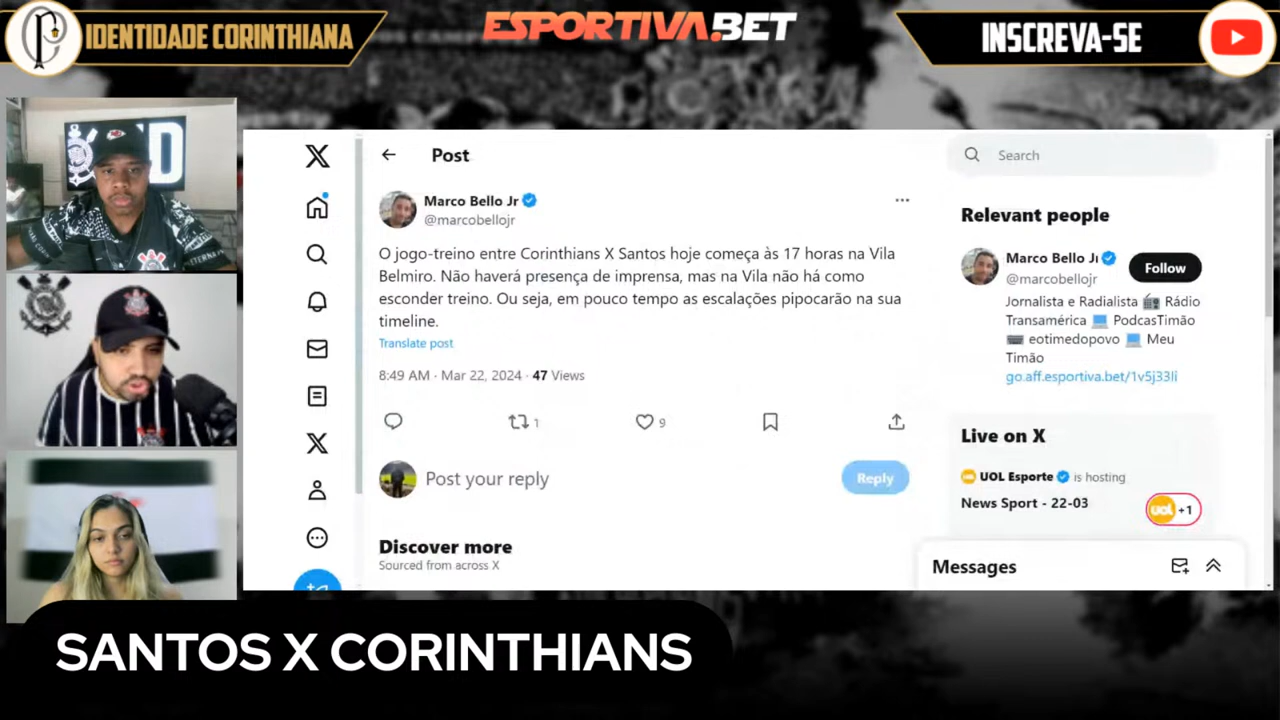 IDENTIDADE CORINTHIANA
ESPORTIVA.BET
INSCREVA-SE
Post
Search
Marco Bello Jr
@marcobellojr
O jogo-treino entre Corinthians X Santos hoje começa às 17 horas na Vila
Belmiro. Não haverá presença de imprensa, mas na Vila não há como
esconder treino. Ou seja, em pouco tempo as escalações pipocarão na sua
timeline.
Translate post
8:49 AM · Mar 22, 2024 · 47 Views
1
9
Post your reply
Reply
Discover more
Sourced from across X
Relevant people
Marco Bello Jr
@marcobellojr
Follow
Jornalista e Radialista Rádio
Transamérica PodcasTimão
eotimedopovo Meu
Timão
go.aff.esportiva.bet/1v5j33li
Live on X
UOL Esporte is hosting
News Sport - 22-03
uol +1
Messages
SANTOS X CORINTHIANS